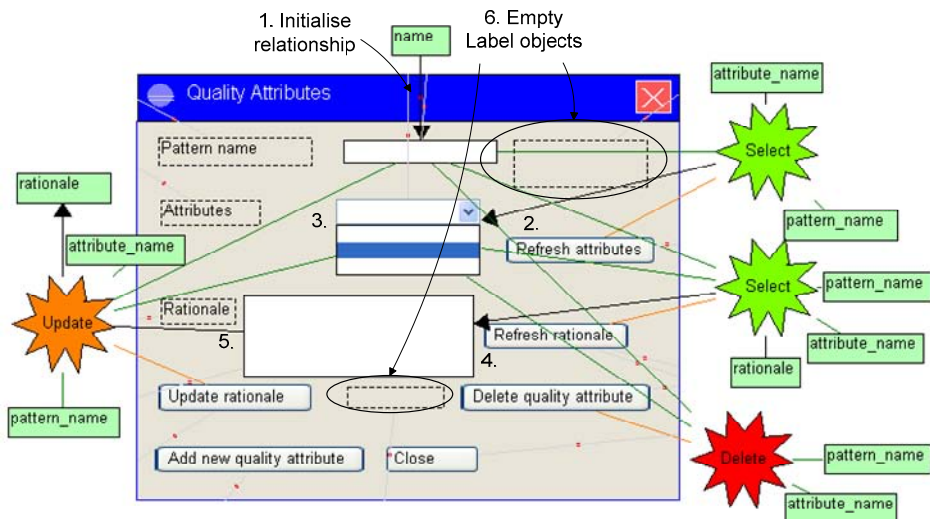 1. Initialise
relationship
name
6. Empty
Label objects
attribute_name
Quality Attributes
Pattern name
Select
rationale
Attributes
3.
2.
pattern_name
attribute_name
Refresh attributes
Update
Rationale
5.
4.
Refresh rationale
Select
pattern_name
attribute_name
rationale
pattern_name
Update rationale
Delete quality attribute
Add new quality attribute
Close
Delete
pattern_name
attribute_name